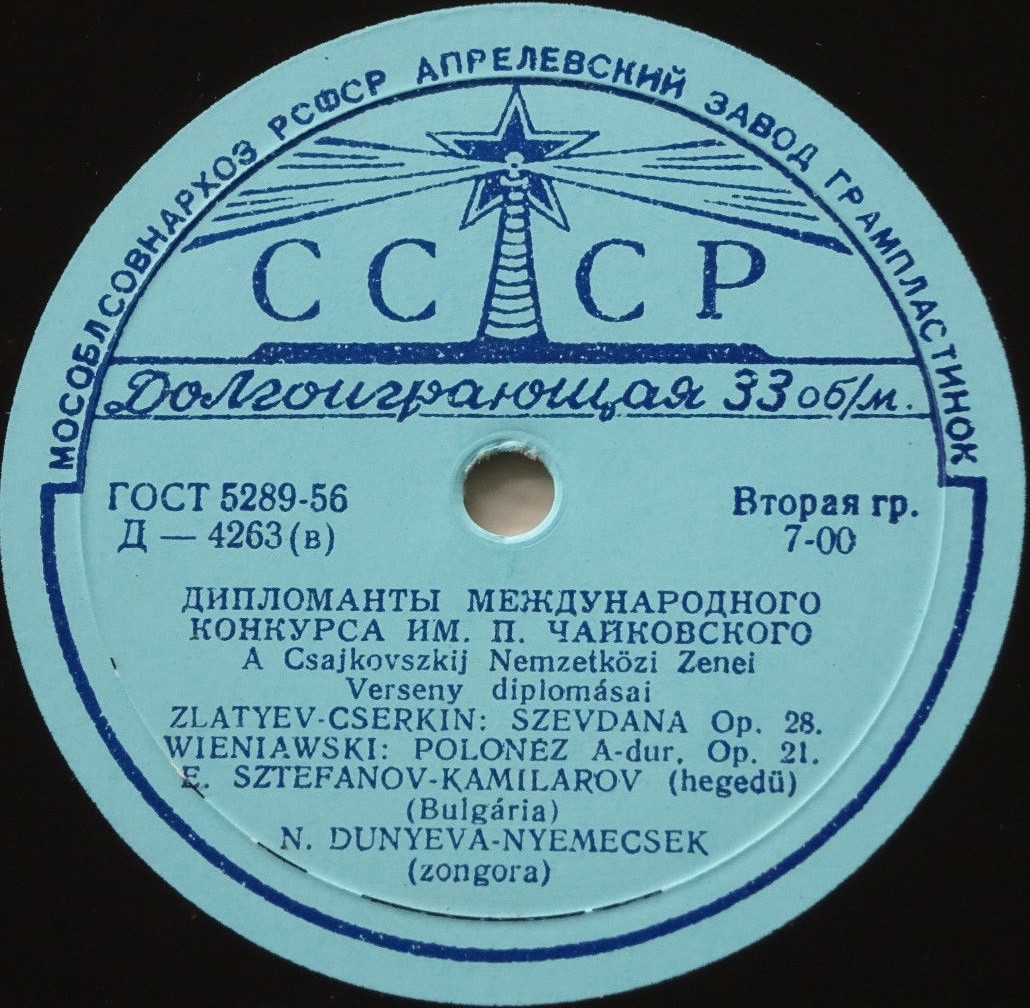 МОСОБЛСОВНАРХОЗ РСФСР АПРЕЛЕВСКИЙ ЗАВОД ГРАМПЛАСТИНОК
СССР
Долгоиграющая 33 об/м.
ГОСТ 5289-56
Д — 4263 (в)
Вторая гр.
7-00
ДИПЛОМАНТЫ МЕЖДУНАРОДНОГО
КОНКУРСА ИМ. П. ЧАЙКОВСКОГО
A Csajkovszkij Nemzetközi Zenei
Verseny diplomásai
ZLATYEV-CSERKIN: SZEVDANA Op. 28.
WIENIAWSKI: POLONÉZ A-dur, Op. 21.
E. SZTEFANOV-KAMILAROV (hegedü)
(Bulgária)
N. DUNYEVA-NYEMECSEK
(zongora)